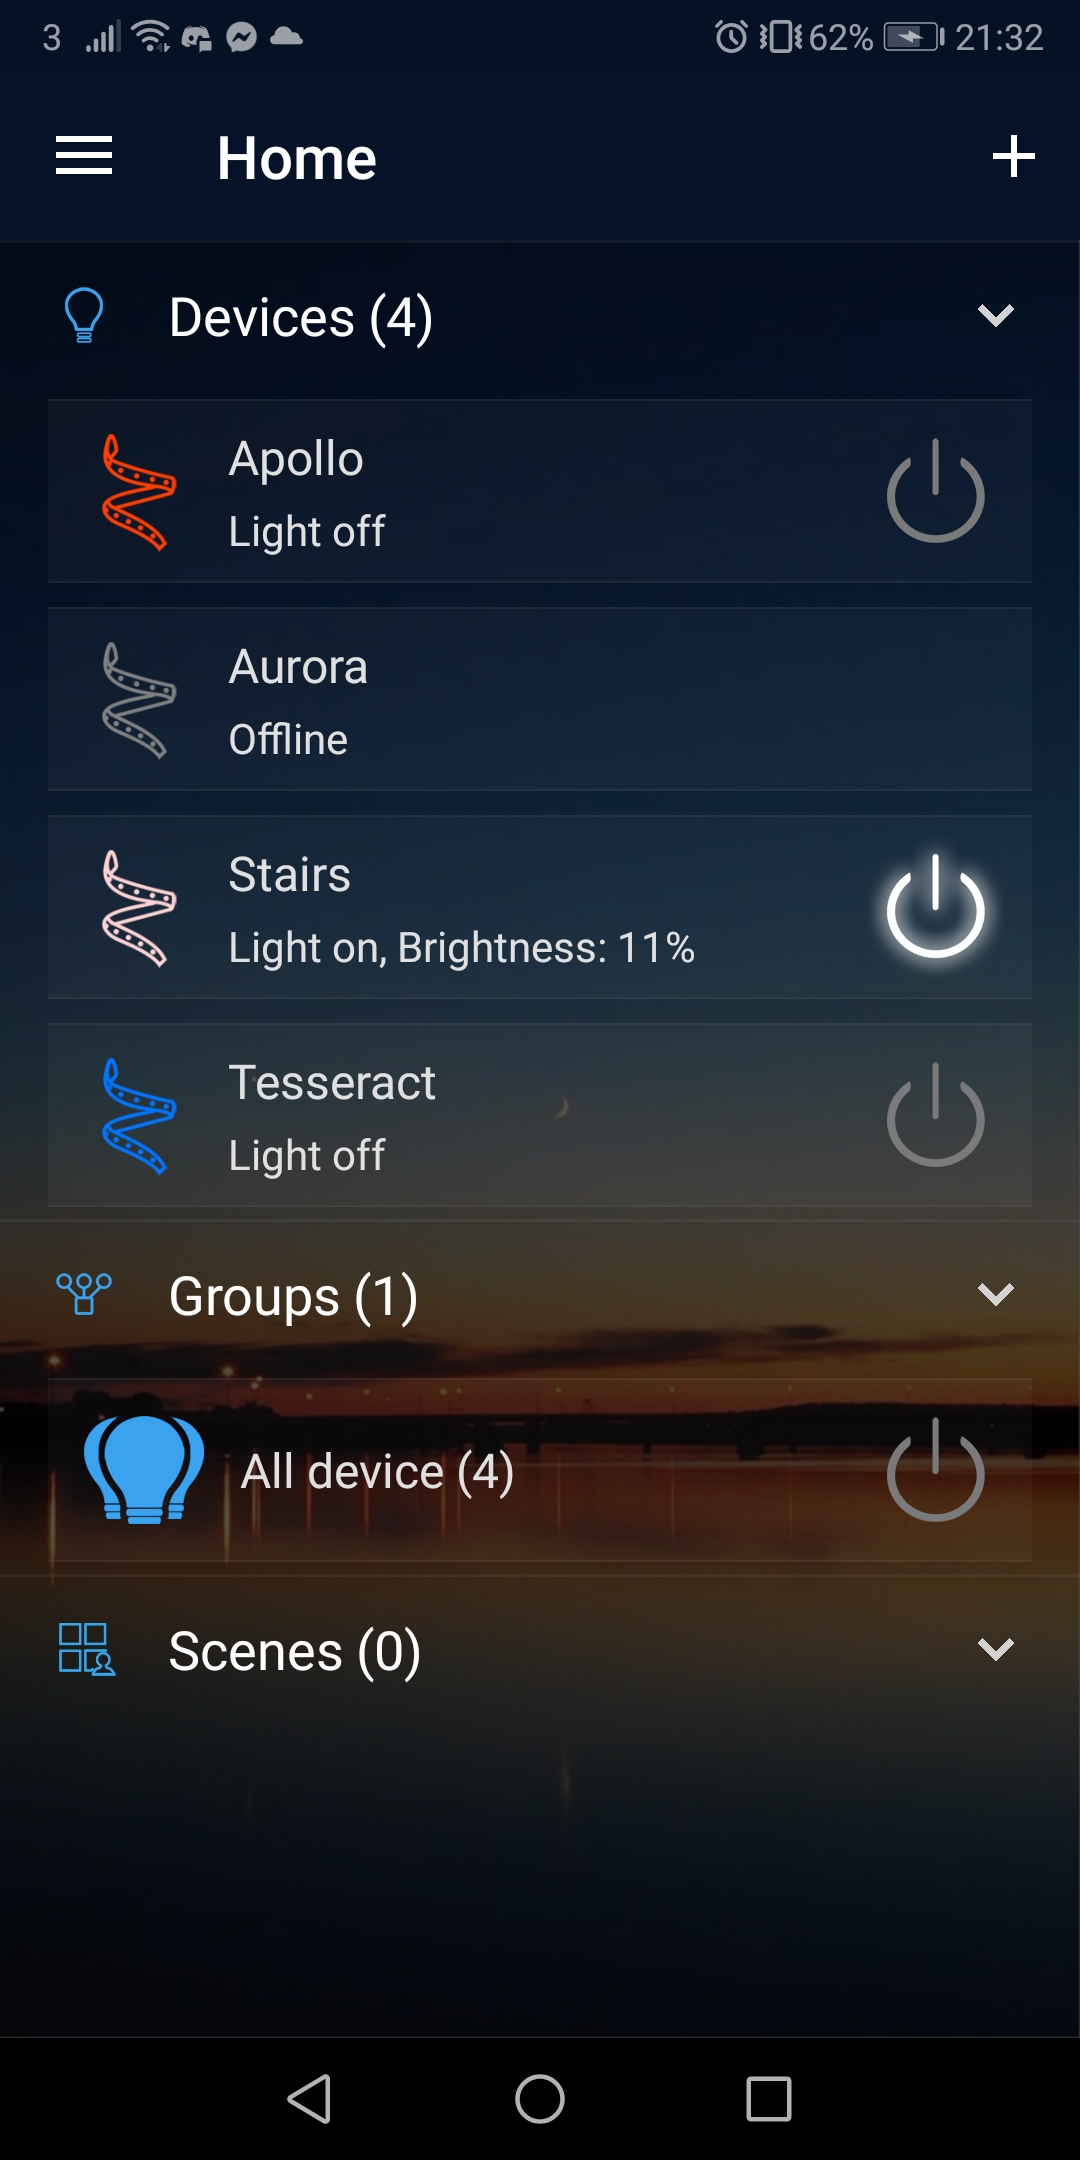 3 62% 21:32
Home
Devices (4)
Apollo
Light off
Aurora
Offline
Stairs
Light on, Brightness: 11%
Tesseract
Light off
Groups (1)
All device (4)
Scenes (0)